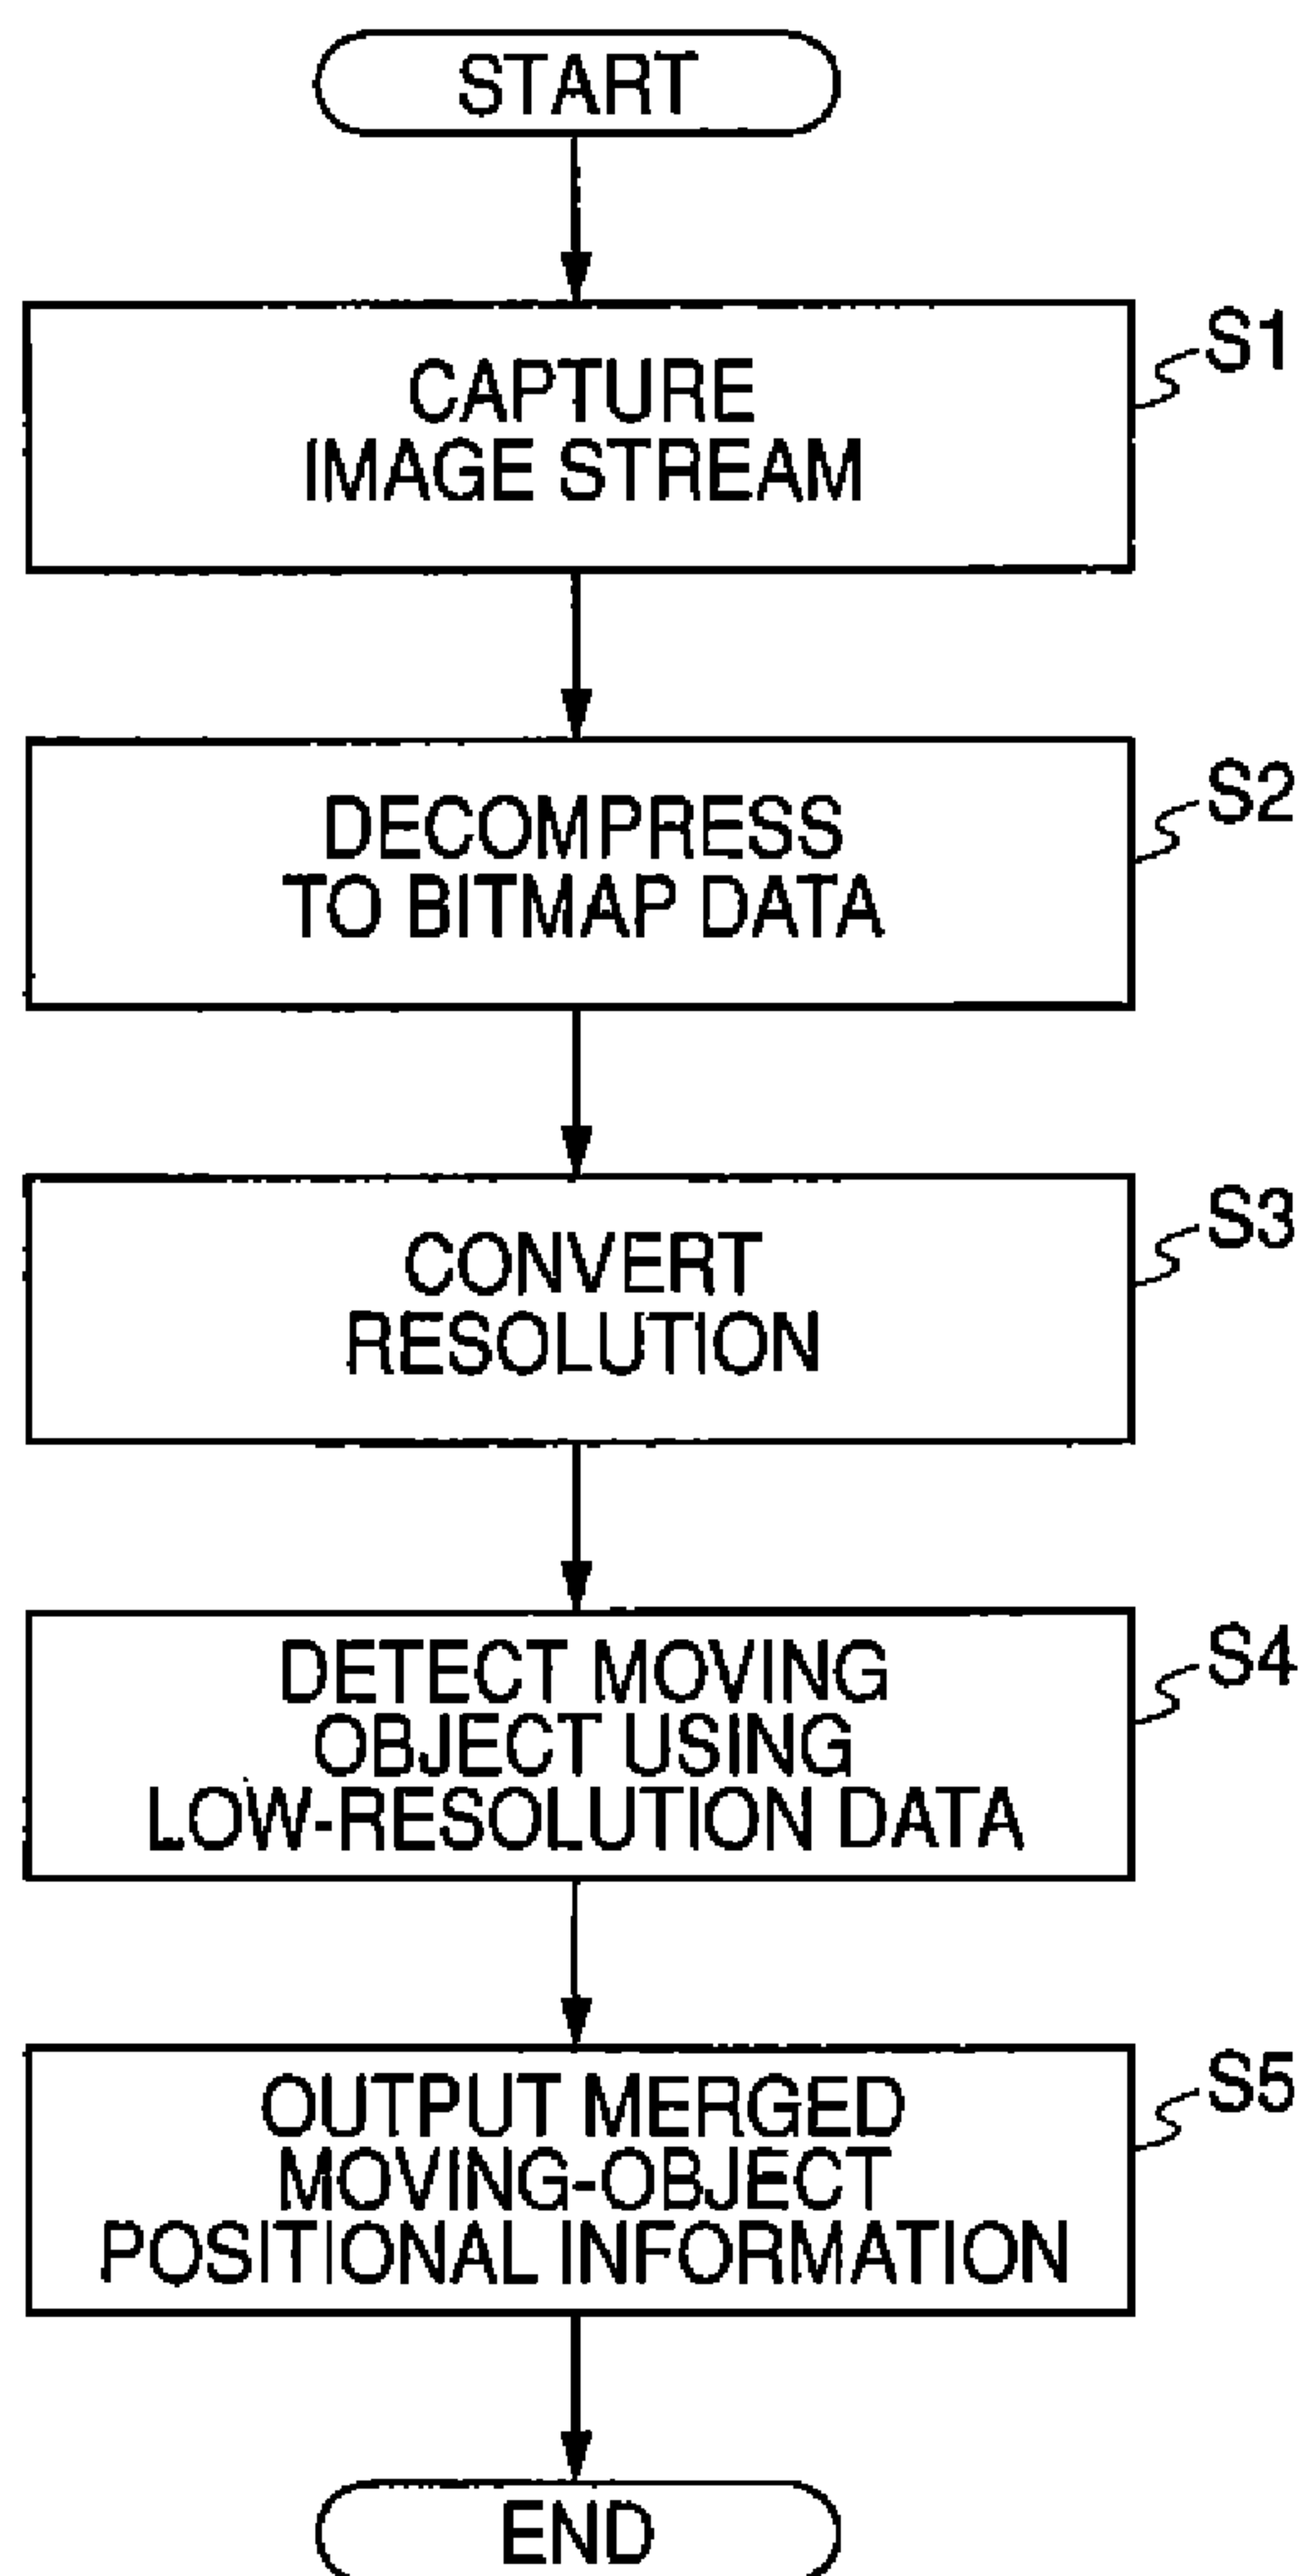 START
CAPTURE
IMAGE STREAM
S1
DECOMPRESS
TO BITMAP DATA
S2
CONVERT
RESOLUTION
S3
DETECT MOVING
OBJECT USING
LOW-RESOLUTION DATA
S4
OUTPUT MERGED
MOVING-OBJECT
POSITIONAL INFORMATION
S5
END